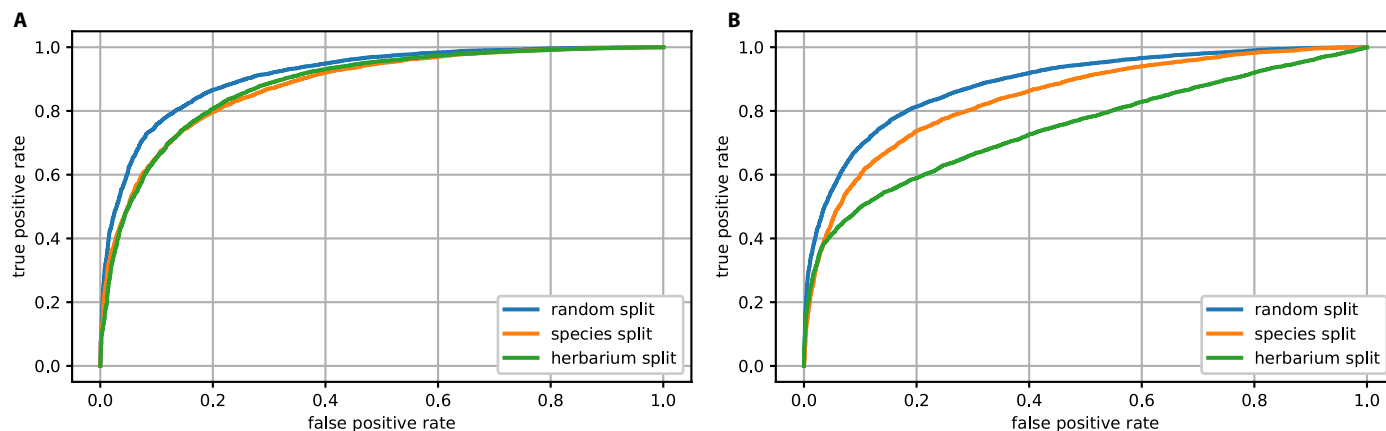 A
1.0
0.8
0.6
0.4
0.2
0.0
true positive rate
random split
species split
herbarium split
0.0 0.2 0.4 0.6 0.8 1.0
false positive rate
B
1.0
0.8
0.6
0.4
0.2
0.0
true positive rate
random split
species split
herbarium split
0.0 0.2 0.4 0.6 0.8 1.0
false positive rate